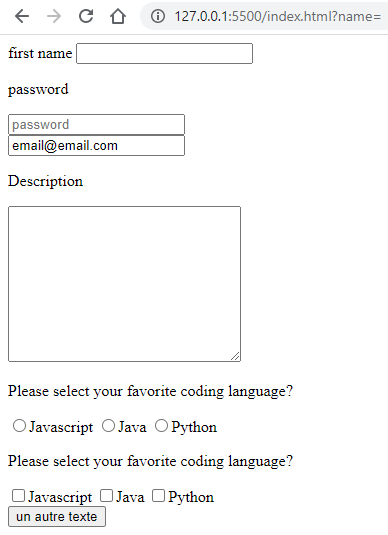 127.0.0.1:5500/index.html?name=
first name
password
password
email@email.com
Description
Please select your favorite coding language?
Javascript Java Python
Please select your favorite coding language?
Javascript Java Python
un autre texte